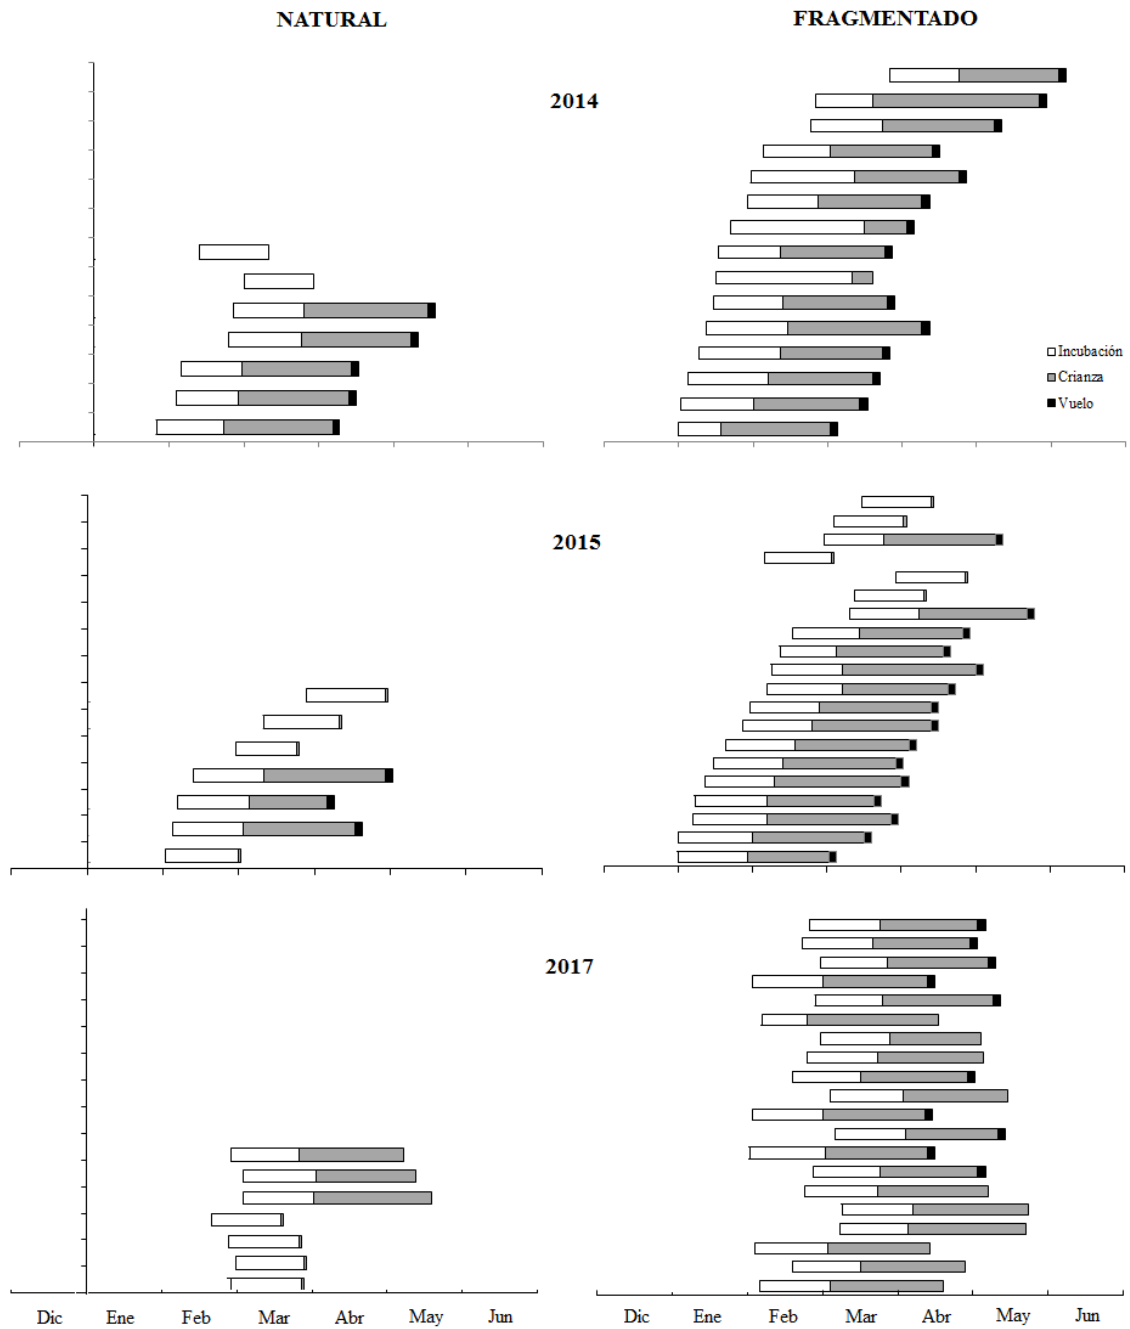 NATURAL
FRAGMENTADO
2014
Incubación
Crianza
Vuelo
2015
2017
Dic Ene Feb Mar Abr May Jun
Dic Ene Feb Mar Abr May Jun